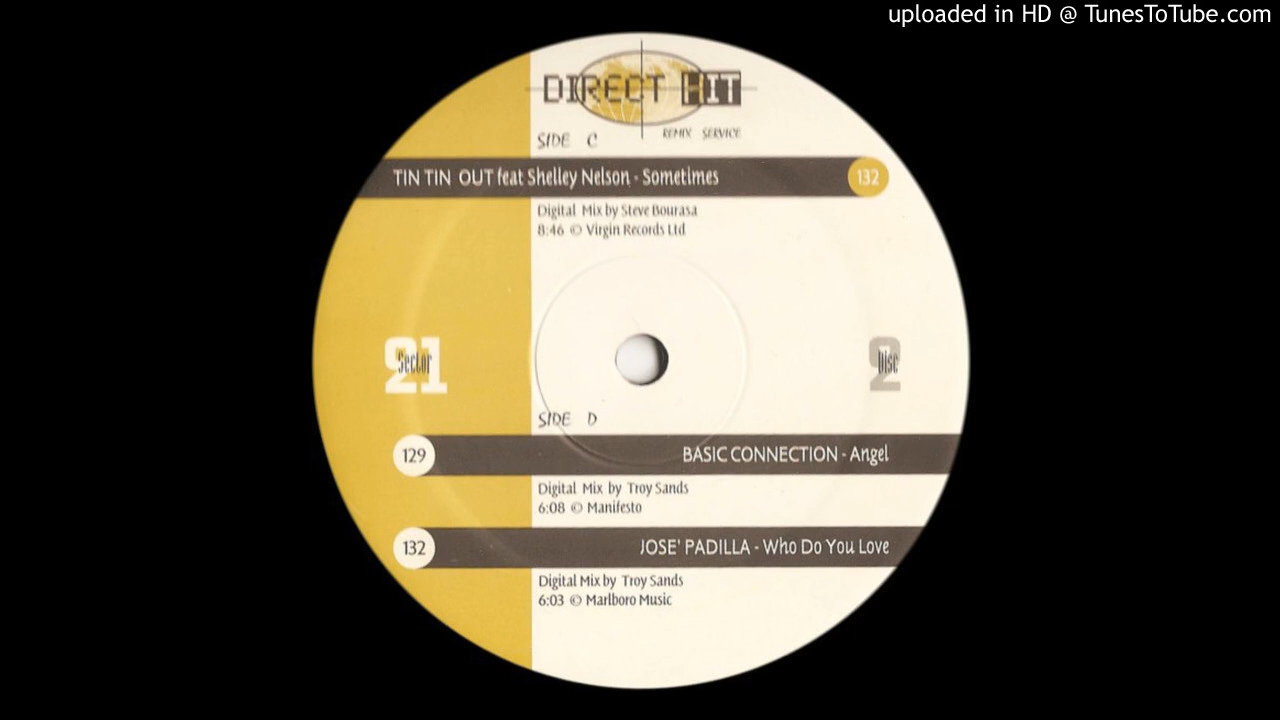 uploaded in HD @ TunesToTube.com
DIRECT HIT
REMIX SERVICE
SIDE C
TIN TIN OUT feat Shelley Nelson - Sometimes 132
Digital Mix by Steve Bourasa
8:46 © Virgin Records Ltd
21 Sector
2 Disc
SIDE D
129 BASIC CONNECTION - Angel
Digital Mix by Troy Sands
6:08 © Manifesto
132 JOSE' PADILLA - Who Do You Love
Digital Mix by Troy Sands
6:03 © Marlboro Music